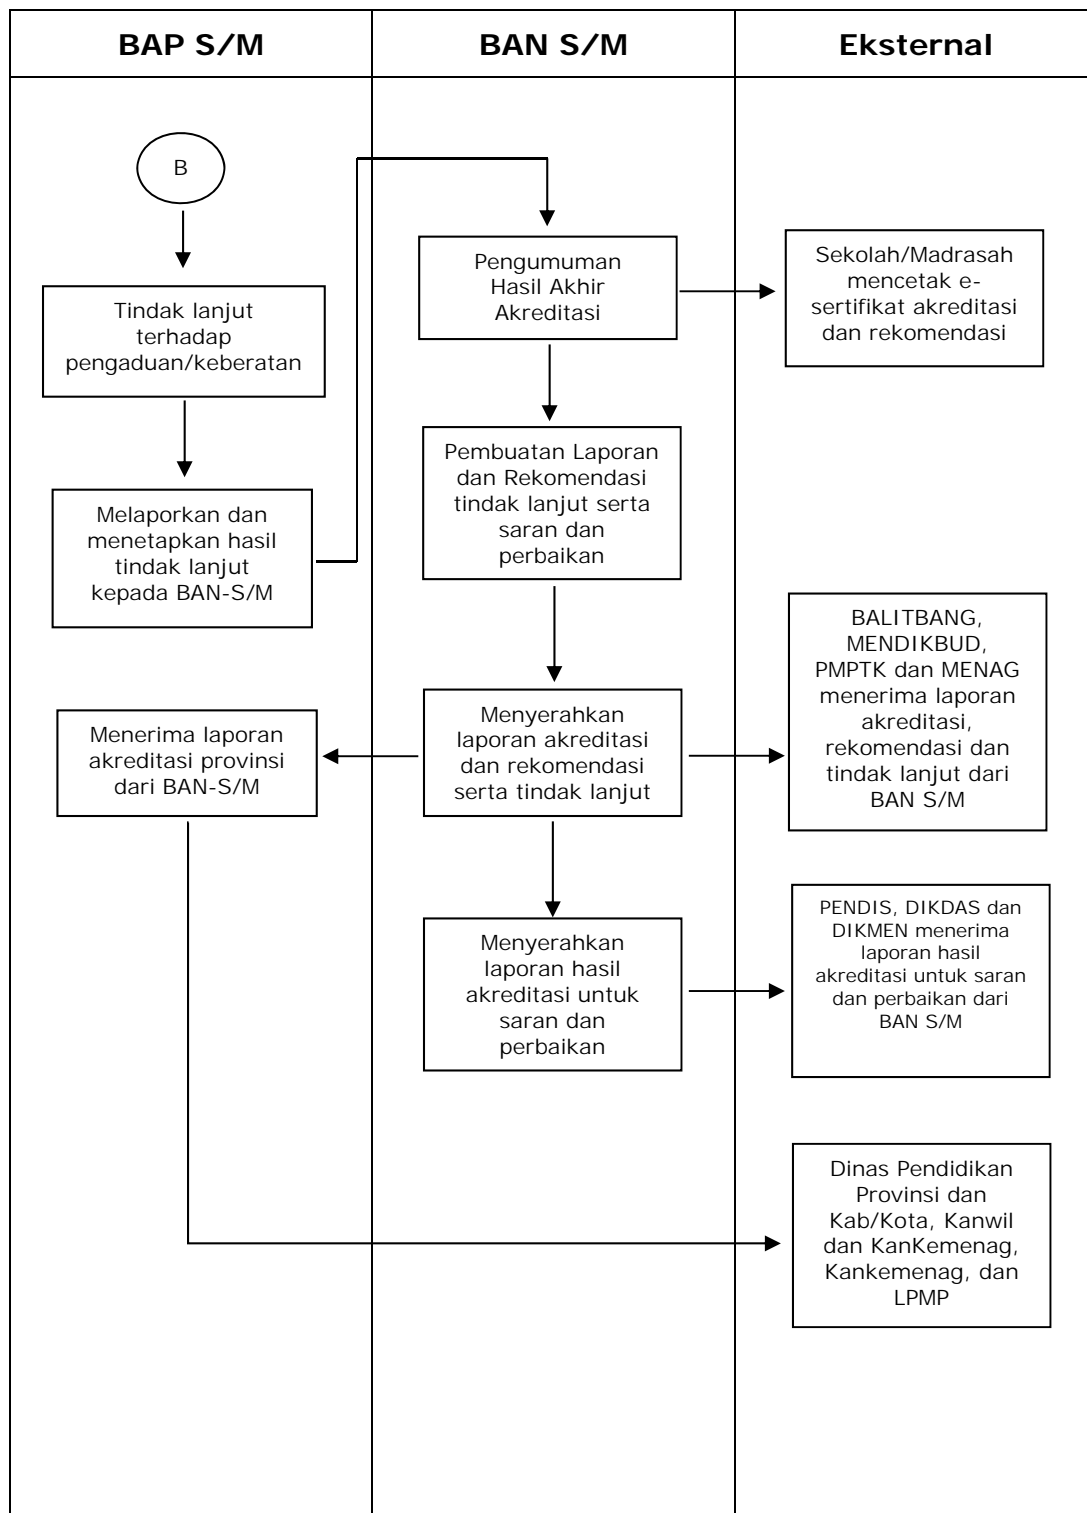 BAP S/M
BAN S/M
Eksternal
B
Tindak lanjut
terhadap
pengaduan/keberatan
Melaporkan dan
menetapkan hasil
tindak lanjut
kepada BAN-S/M
Pengumuman
Hasil Akhir
Akreditasi
Sekolah/Madrasah
mencetak e-
sertifikat akreditasi
dan rekomendasi
Pembuatan Laporan
dan Rekomendasi
tindak lanjut serta
saran dan
perbaikan
Menyerahkan
laporan akreditasi
dan rekomendasi
serta tindak lanjut
Menerima laporan
akreditasi provinsi
dari BAN-S/M
BALITBANG,
MENDIKBUD,
PMPTK dan MENAG
menerima laporan
akreditasi,
rekomendasi dan
tindak lanjut dari
BAN S/M
Menyerahkan
laporan hasil
akreditasi untuk
saran dan
perbaikan
PENDIS, DIKDAS dan
DIKMEN menerima
laporan hasil
akreditasi untuk saran
dan perbaikan dari
BAN S/M
Dinas Pendidikan
Provinsi dan
Kab/Kota, Kanwil
dan KanKemenag,
Kankemenag, dan
LPMP